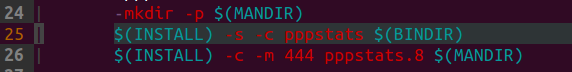 24 | -mkdir -p $(MANDIR)
25 | $(INSTALL) -s -c pppstats $(BINDIR)
26 | $(INSTALL) -c -m 444 pppstats.8 $(MANDIR)